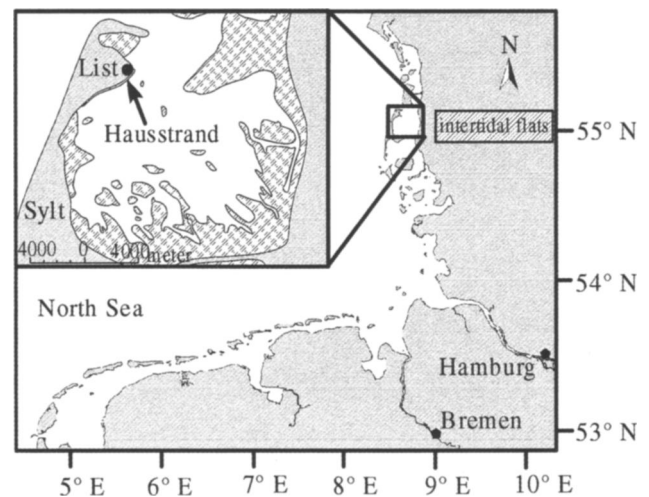 N
List
Hausstrand
intertidal flats
55° N
Sylt
4000 0 4000 meter
54° N
North Sea
Hamburg
Bremen
53° N
5° E 6° E 7° E 8° E 9° E 10° E